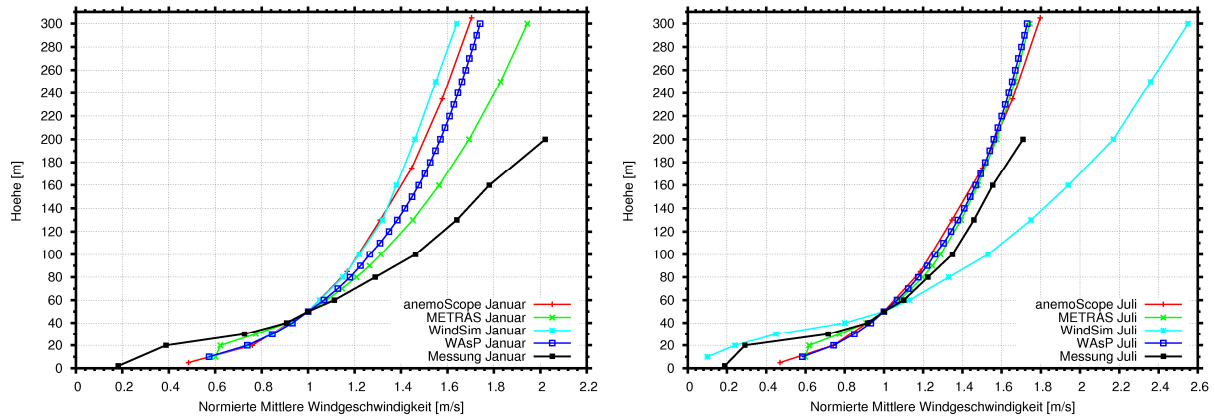 300
280
260
240
220
200
180
160
140
120
100
80
60
40
20
0
Hoehe [m]
0 0.2 0.4 0.6 0.8 1 1.2 1.4 1.6 1.8 2 2.2
Normierte Mittlere Windgeschwindigkeit [m/s]
anemoScope Januar
METRAS Januar
WindSim Januar
WAsP Januar
Messung Januar
300
280
260
240
220
200
180
160
140
120
100
80
60
40
20
0
Hoehe [m]
0 0.2 0.4 0.6 0.8 1 1.2 1.4 1.6 1.8 2 2.2 2.4 2.6
Normierte Mittlere Windgeschwindigkeit [m/s]
anemoScope Juli
METRAS Juli
WindSim Juli
WAsP Juli
Messung Juli